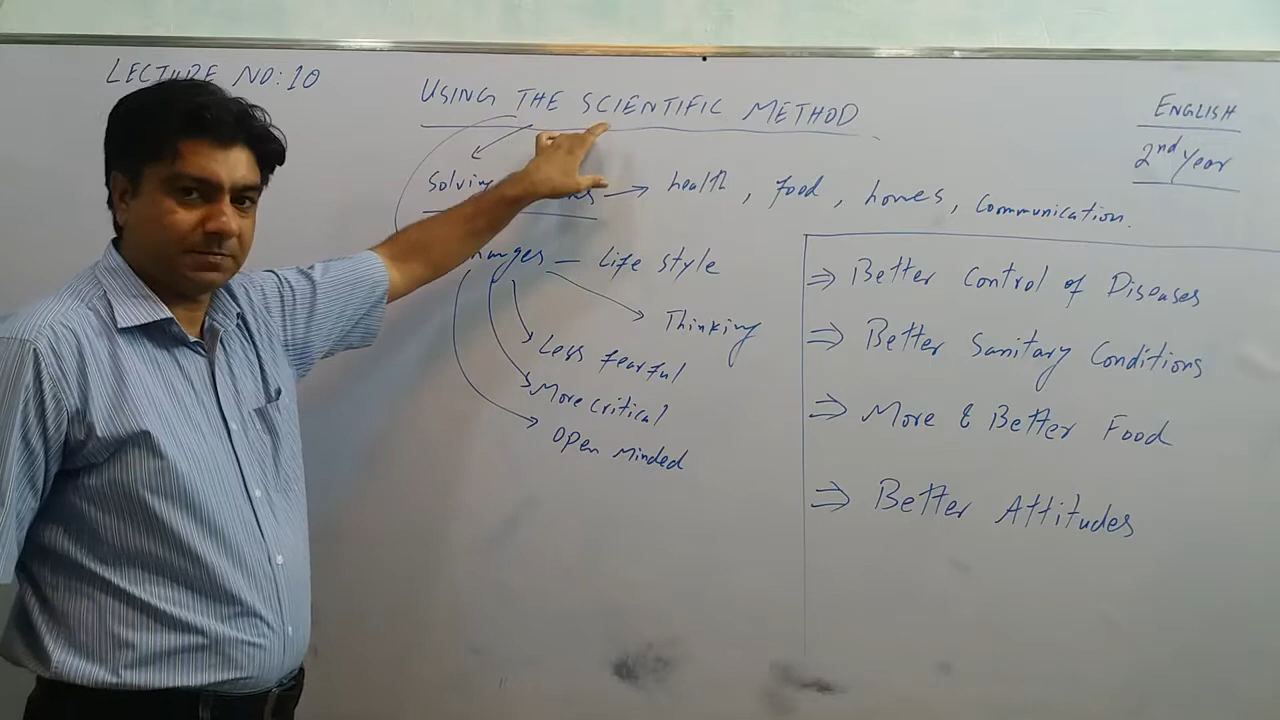 LECTURE NO:10
USING THE SCIENTIFIC METHOD
ENGLISH
2nd Year
Solving → health, food, homes, Communication.
— Life style
Thinking
Less fearful
More critical
Open Minded
⇒ Better Control of Diseases
⇒ Better Sanitary Conditions
⇒ More & Better Food
⇒ Better Attitudes